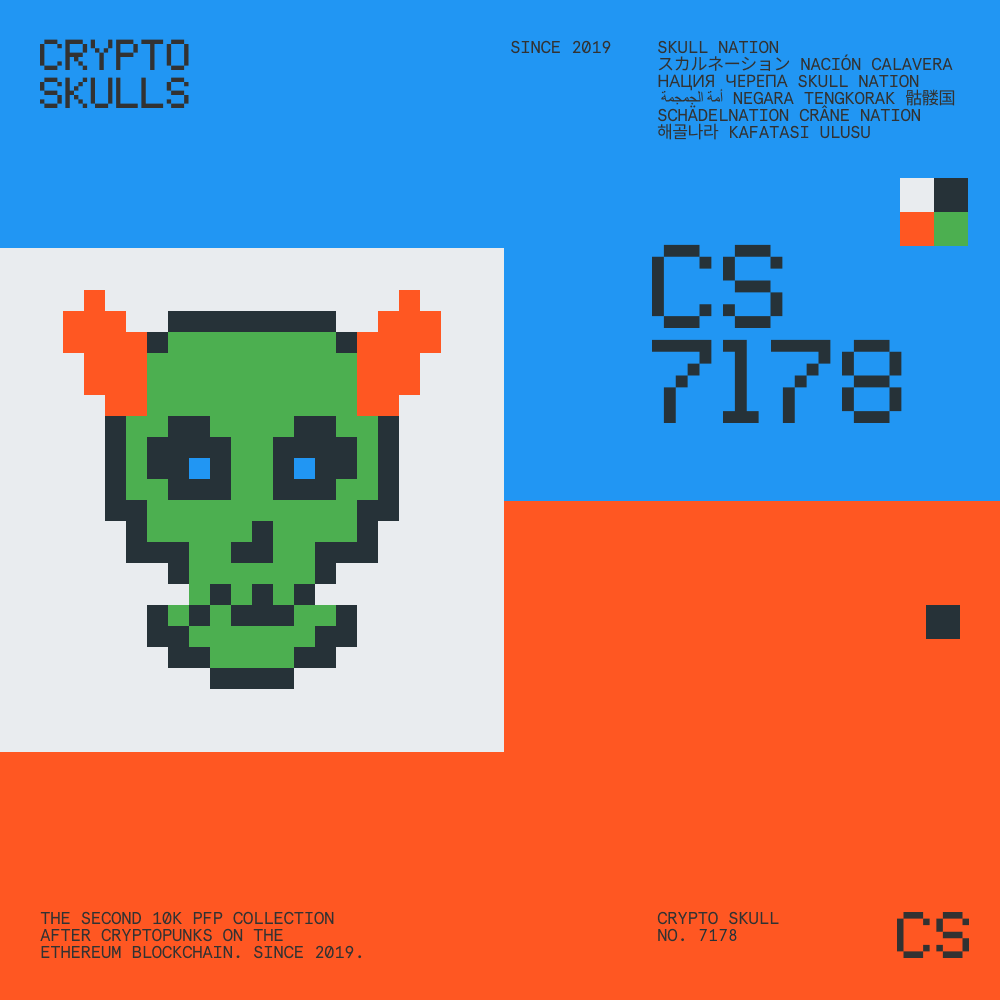 CRYPTO
SKULLS
SINCE 2019
SKULL NATION
スカルネーション NACIÓN CALAVERA
НАЦИЯ ЧЕРЕПА SKULL NATION
أمة الجمجمة NEGARA TENGKORAK 骷髅国
SCHÄDELNATION CRÂNE NATION
해골나라 KAFATASI ULUSU
CS
7178
THE SECOND 10K PFP COLLECTION
AFTER CRYPTOPUNKS ON THE
ETHEREUM BLOCKCHAIN. SINCE 2019.
CRYPTO SKULL
NO. 7178
CS